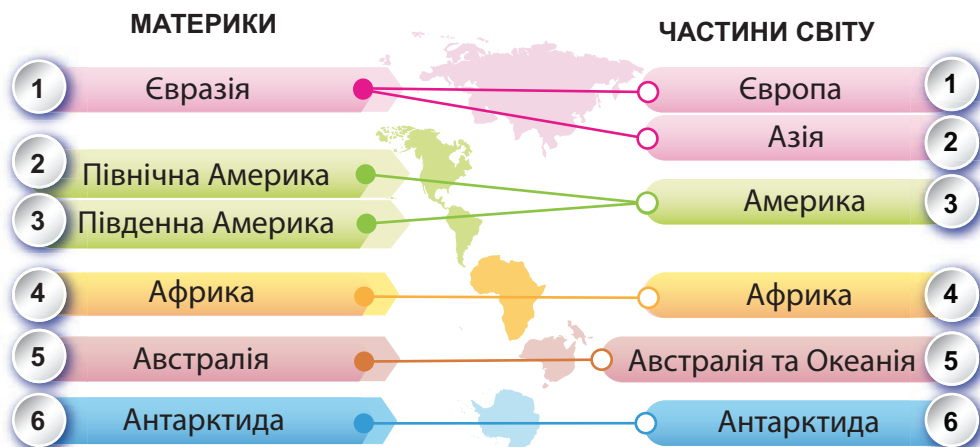 МАТЕРИКИ
ЧАСТИНИ СВІТУ
1 Євразія
Європа 1
Азія 2
2 Північна Америка
3 Південна Америка
Америка 3
4 Африка
Африка 4
5 Австралія
Австралія та Океанія 5
6 Антарктида
Антарктида 6